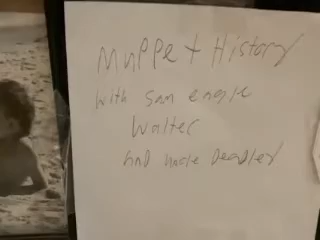 Muppet History
with Sam eagle
Walter
And uncle Deadley